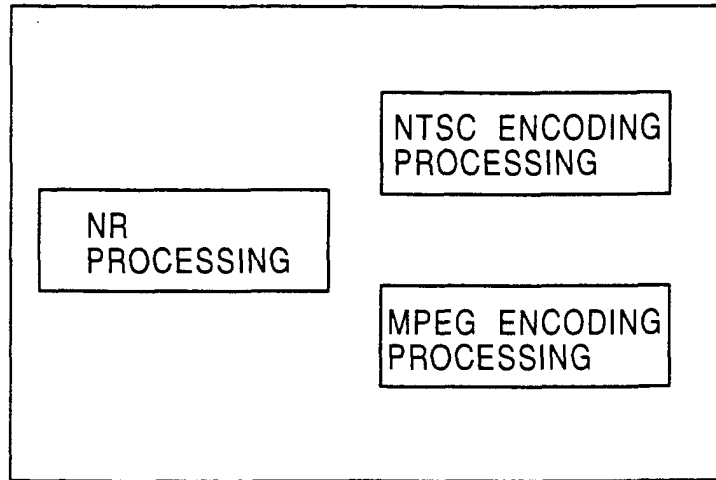 NTSC ENCODING
PROCESSING
NR
PROCESSING
MPEG ENCODING
PROCESSING